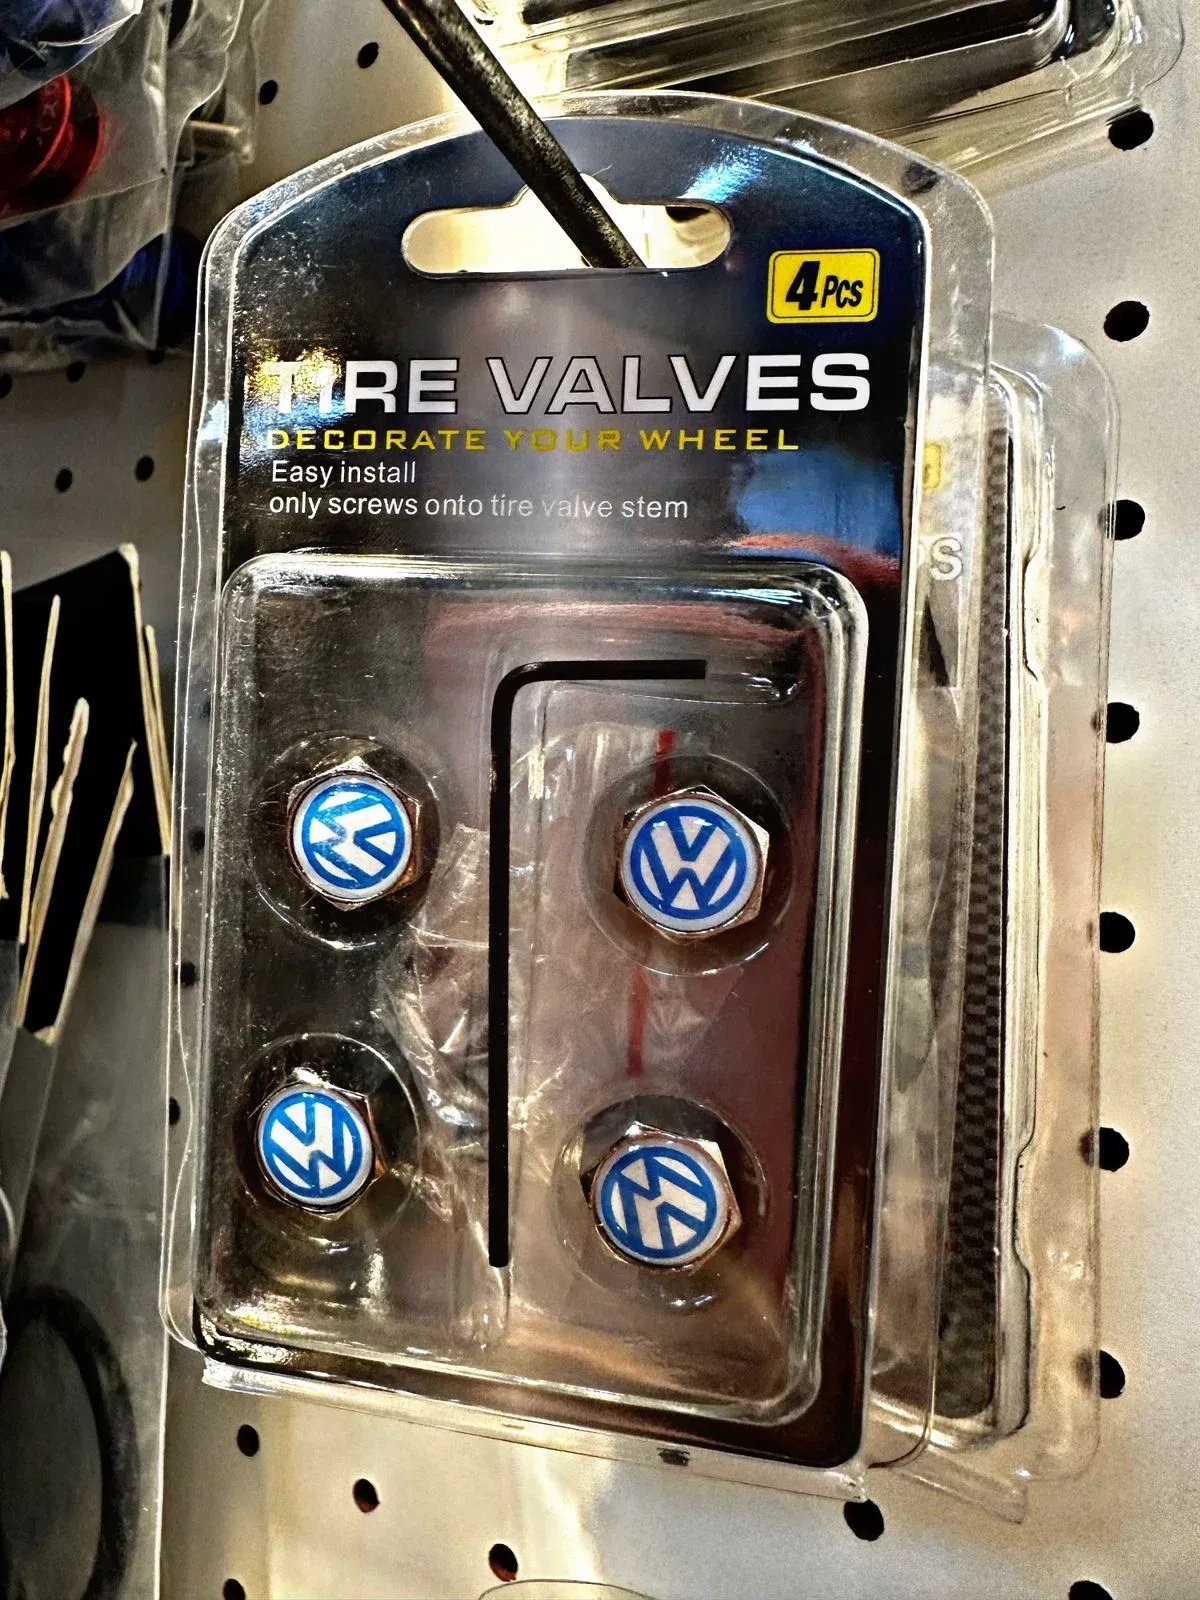 4PCS
TIRE VALVES
DECORATE YOUR WHEEL
Easy install
only screws onto tire valve stem
S